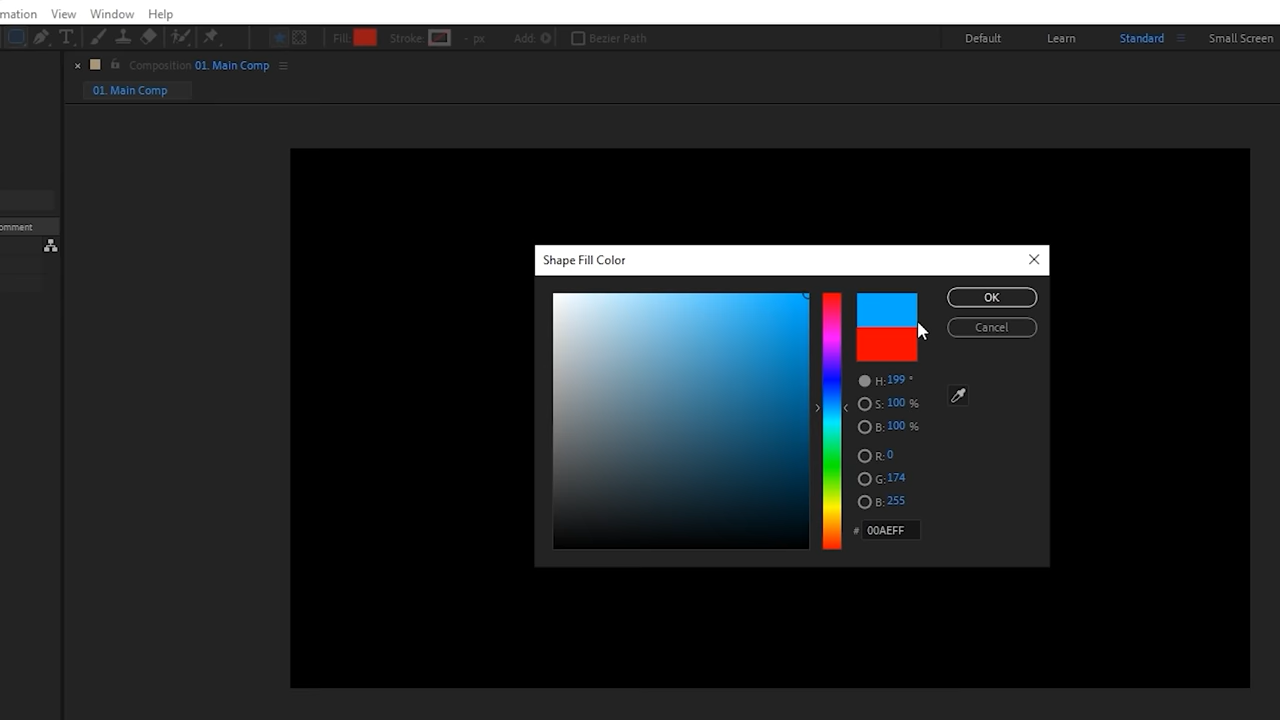 mation View Window Help
Fill: Stroke: - px Add: Bezier Path Default Learn Standard Small Screen
× Composition 01. Main Comp
01. Main Comp
omment
Shape Fill Color
OK
Cancel
H: 199 °
S: 100 %
B: 100 %
R: 0
G: 174
B: 255
# 00AEFF